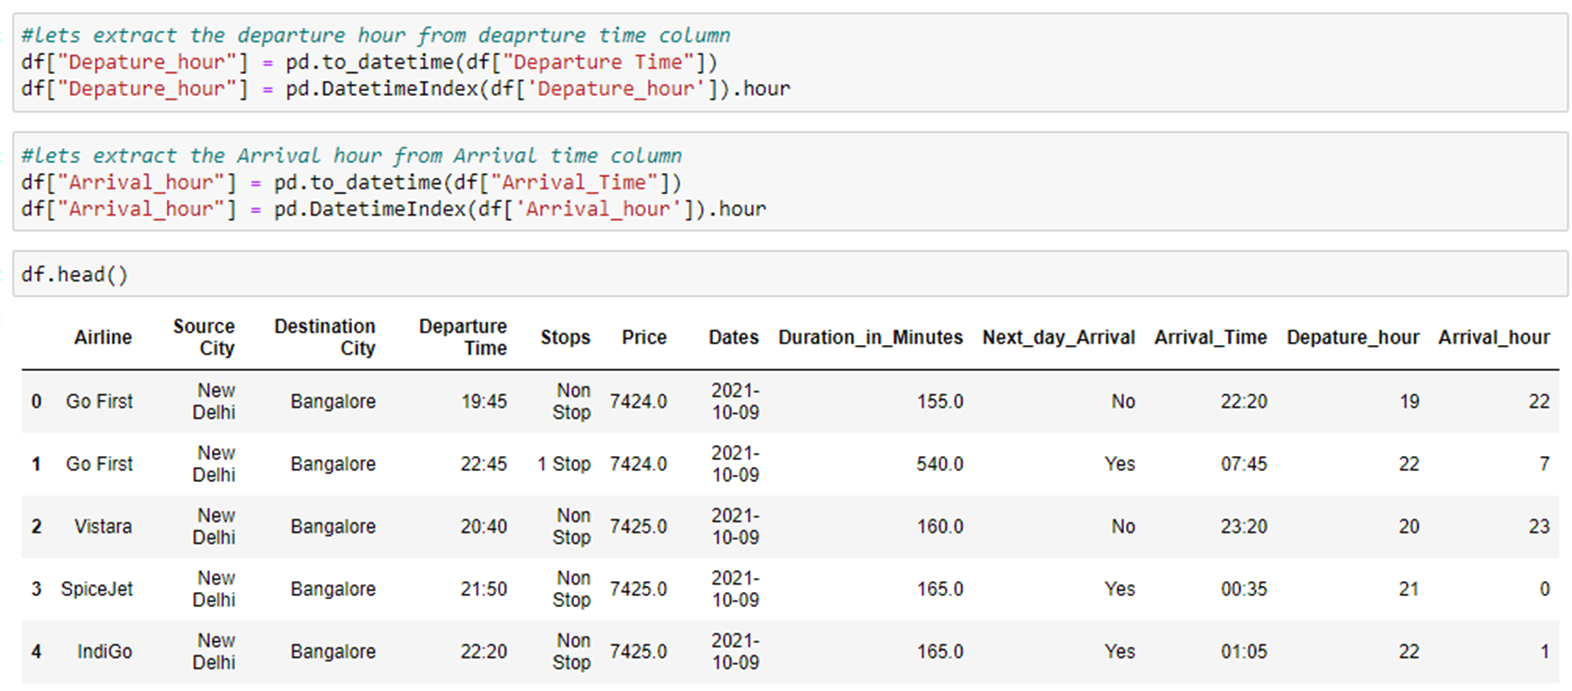 #lets extract the departure hour from deaprture time column
df["Depature_hour"] = pd.to_datetime(df["Departure Time"])
df["Depature_hour"] = pd.DatetimeIndex(df['Depature_hour']).hour
#lets extract the Arrival hour from Arrival time column
df["Arrival_hour"] = pd.to_datetime(df["Arrival_Time"])
df["Arrival_hour"] = pd.DatetimeIndex(df['Arrival_hour']).hour
df.head()
Airline Source City Destination City Departure Time Stops Price Dates Duration_in_Minutes Next_day_Arrival Arrival_Time Depature_hour Arrival_hour
0 Go First New Delhi Bangalore 19:45 Non Stop 7424.0 2021-10-09 155.0 No 22:20 19 22
1 Go First New Delhi Bangalore 22:45 1 Stop 7424.0 2021-10-09 540.0 Yes 07:45 22 7
2 Vistara New Delhi Bangalore 20:40 Non Stop 7425.0 2021-10-09 160.0 No 23:20 20 23
3 SpiceJet New Delhi Bangalore 21:50 Non Stop 7425.0 2021-10-09 165.0 Yes 00:35 21 0
4 IndiGo New Delhi Bangalore 22:20 Non Stop 7425.0 2021-10-09 165.0 Yes 01:05 22 1